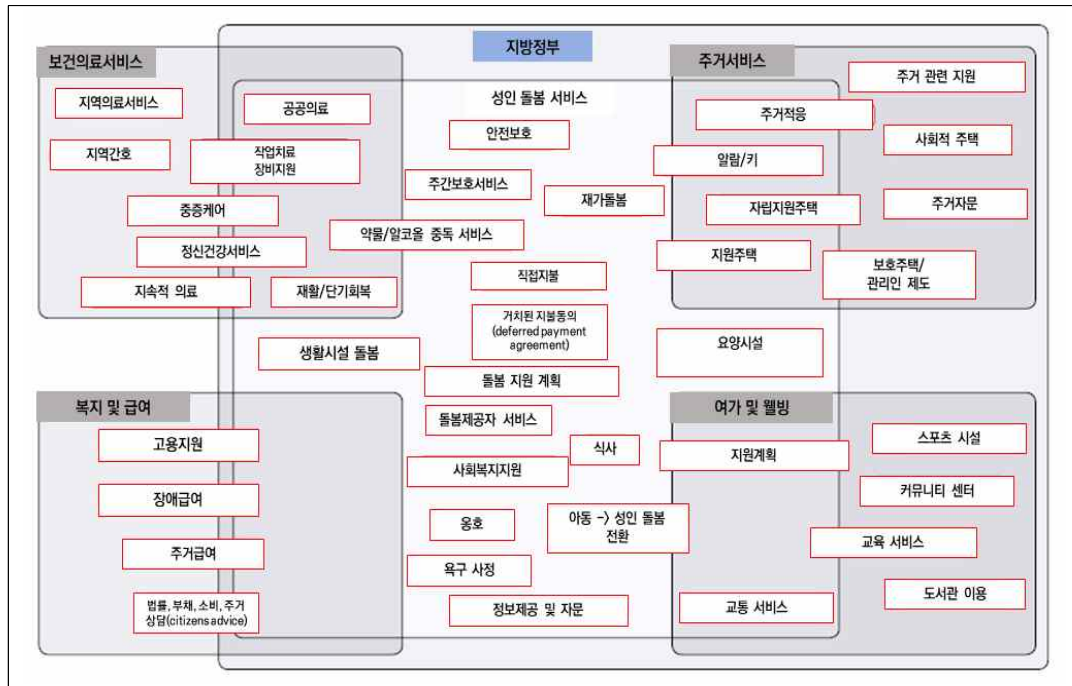 지방정부
보건의료서비스
주거서비스
성인 돌봄 서비스
지역의료서비스
공공의료
안전보호
주거적응
주거 관련 지원
사회적 주택
지역간호
직업치료
장비지원
알람/키
주간보호서비스
재가돌봄
중증케어
자립지원주택
주거자문
약물/알코올 중독 서비스
정신건강서비스
지원주택
보호주택/
관리인 제도
직접지불
지속적 의료
재활/단기회복
거치된 지불동의
(deferred payment
agreement)
생활시설 돌봄
요양시설
돌봄 지원 계획
복지 및 급여
여가 및 웰빙
돌봄제공자 서비스
고용지원
식사
지원계획
스포츠 시설
사회복지지원
장애급여
커뮤니티 센터
옹호
아동 -> 성인 돌봄
전환
주거급여
교육 서비스
욕구 사정
법률, 부채, 소비, 주거
상담(citizens advice)
정보제공 및 자문
교통 서비스
도서관 이용